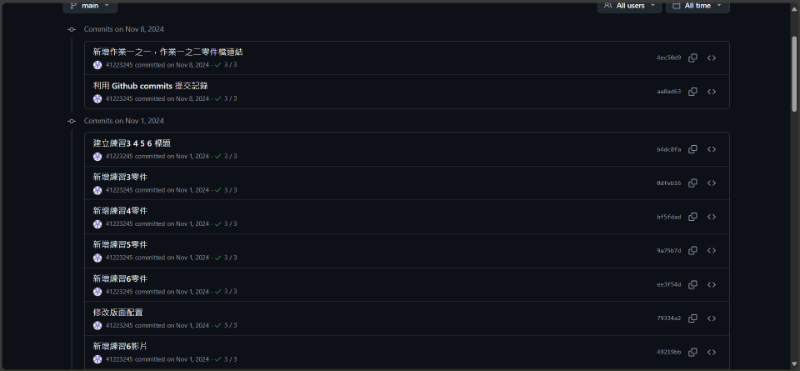 main
All users
All time
Commits on Nov 8, 2024
新增作業一之一，作業一之二零件檔連結
41223245 committed on Nov 8, 2024 · 3 / 3
4ec50d9
利用 Github commits 提交記錄
41223245 committed on Nov 8, 2024 · 3 / 3
aa0ad63
Commits on Nov 1, 2024
建立練習3 4 5 6 標題
41223245 committed on Nov 1, 2024 · 3 / 3
b4dc8fa
新增練習3零件
41223245 committed on Nov 1, 2024 · 3 / 3
新增練習4零件
41223245 committed on Nov 1, 2024 · 3 / 3
新增練習5零件
41223245 committed on Nov 1, 2024 · 3 / 3
9a75b7d
新增練習6零件
41223245 committed on Nov 1, 2024 · 3 / 3
ee3f54d
修改版面配置
41223245 committed on Nov 1, 2024 · 3 / 3
79334a2
新增練習6影片
41223245 committed on Nov 1, 2024 · 3 / 3
49219bb